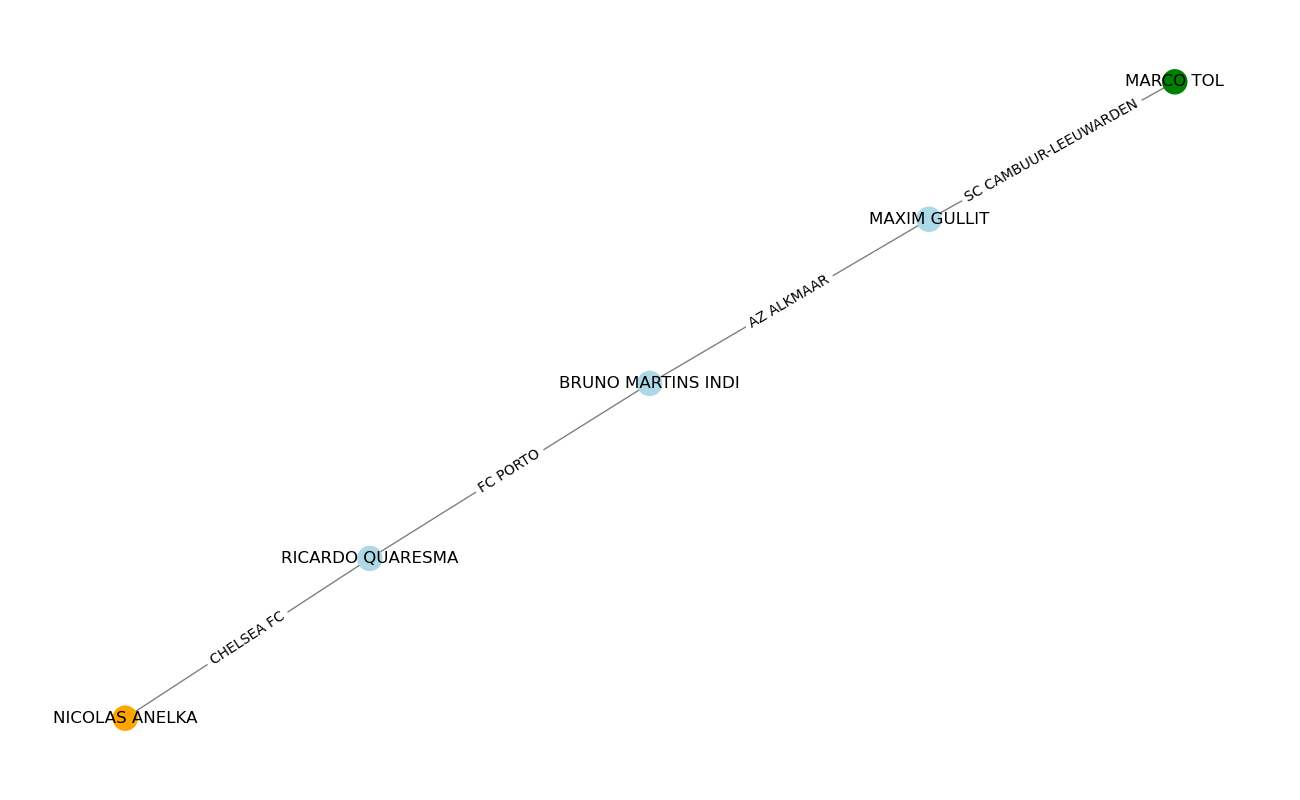 MARCO TOL
SC CAMBUUR-LEEUWARDEN
MAXIM GULLIT
AZ ALKMAAR
BRUNO MARTINS INDI
FC PORTO
RICARDO QUARESMA
CHELSEA FC
NICOLAS ANELKA